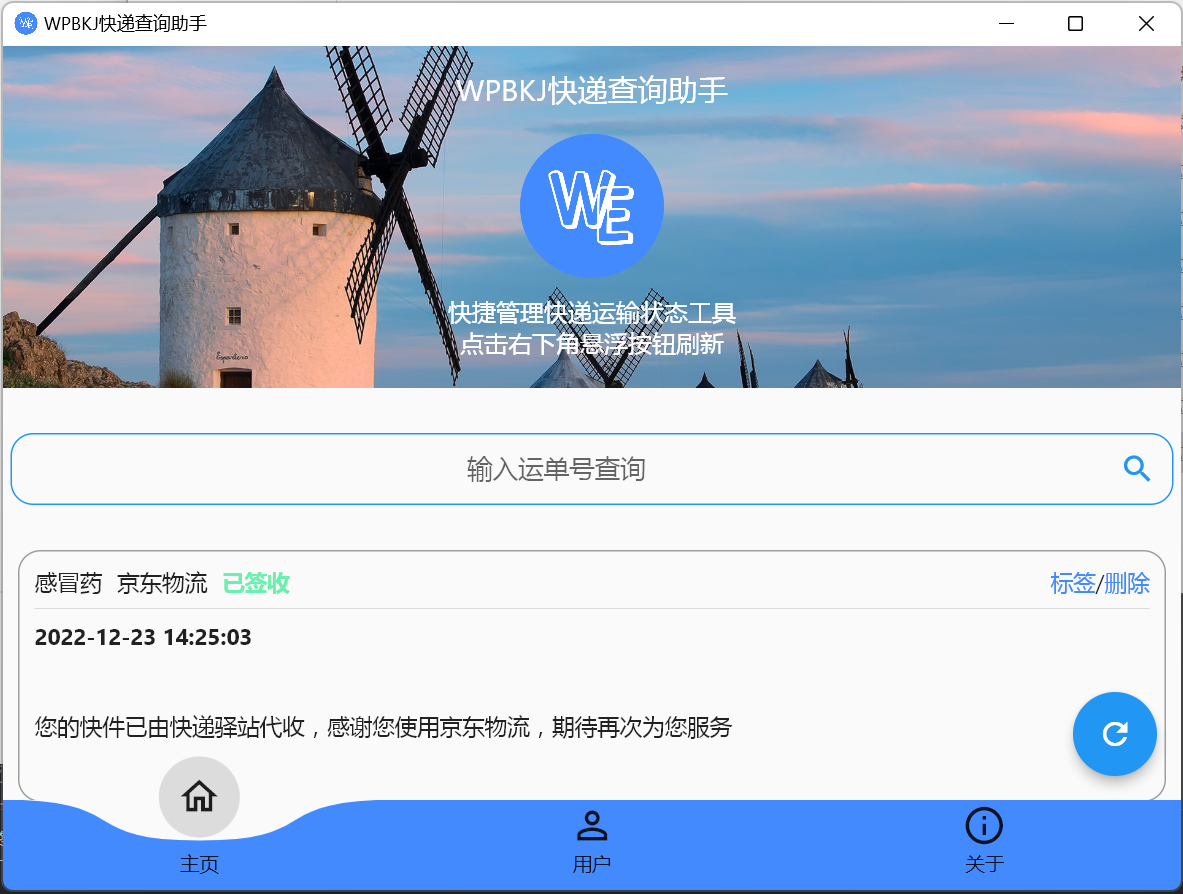 WPBKJ快递查询助手
WPBKJ快递查询助手
WE
快捷管理快递运输状态工具
点击右下角悬浮按钮刷新
输入运单号查询
感冒药 京东物流 已签收 标签/删除
2022-12-23 14:25:03
您的快件已由快递驿站代收，感谢您使用京东物流，期待再次为您服务
主页 用户 关于